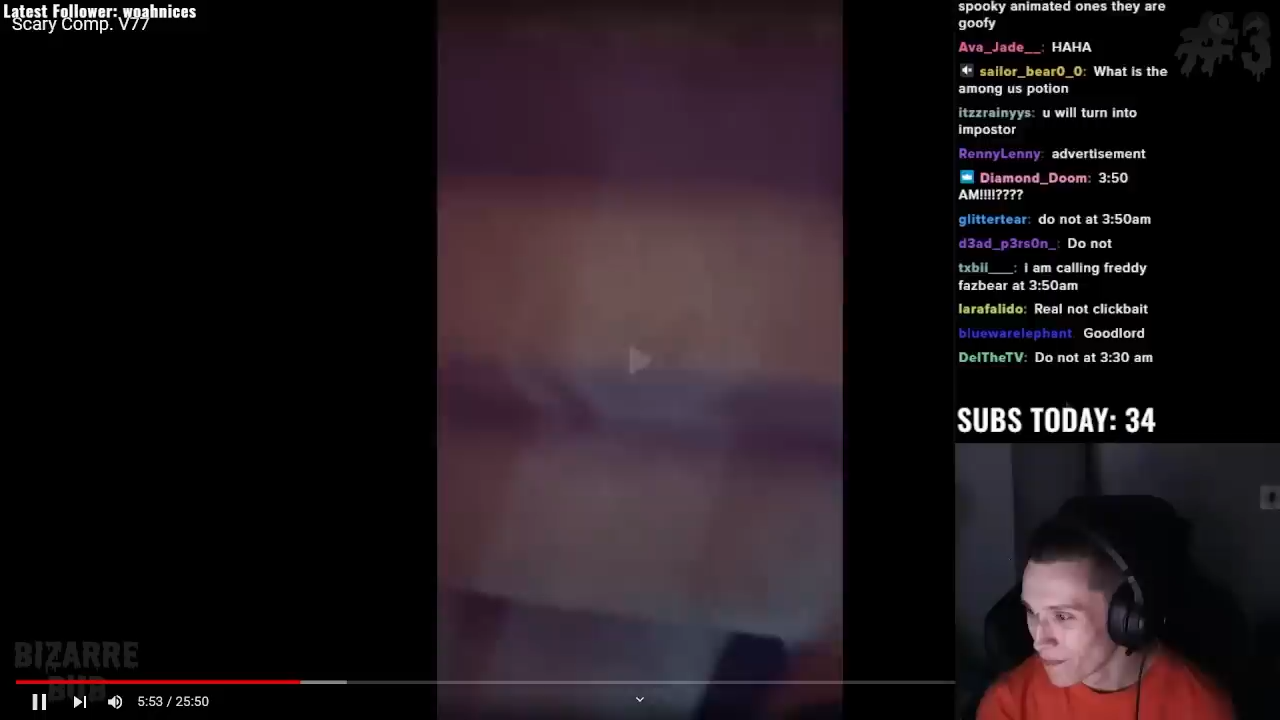 Latest Follower: woahnices
Scary Comp. V77
#3
spooky animated ones they are
goofy
Ava_Jade__: HAHA
sailor_bear0_0: What is the
among us potion
itzzrainyys: u will turn into
impostor
RennyLenny: advertisement
Diamond_Doom: 3:50
AM!!!!????
glittertear: do not at 3:50am
d3ad_p3rs0n_: Do not
txbii___: I am calling freddy
fazbear at 3:50am
larafalido: Real not clickbait
bluewarelephant: Goodlord
DelTheTV: Do not at 3:30 am
SUBS TODAY: 34
BIZARRE
BUB
5:53 / 25:50